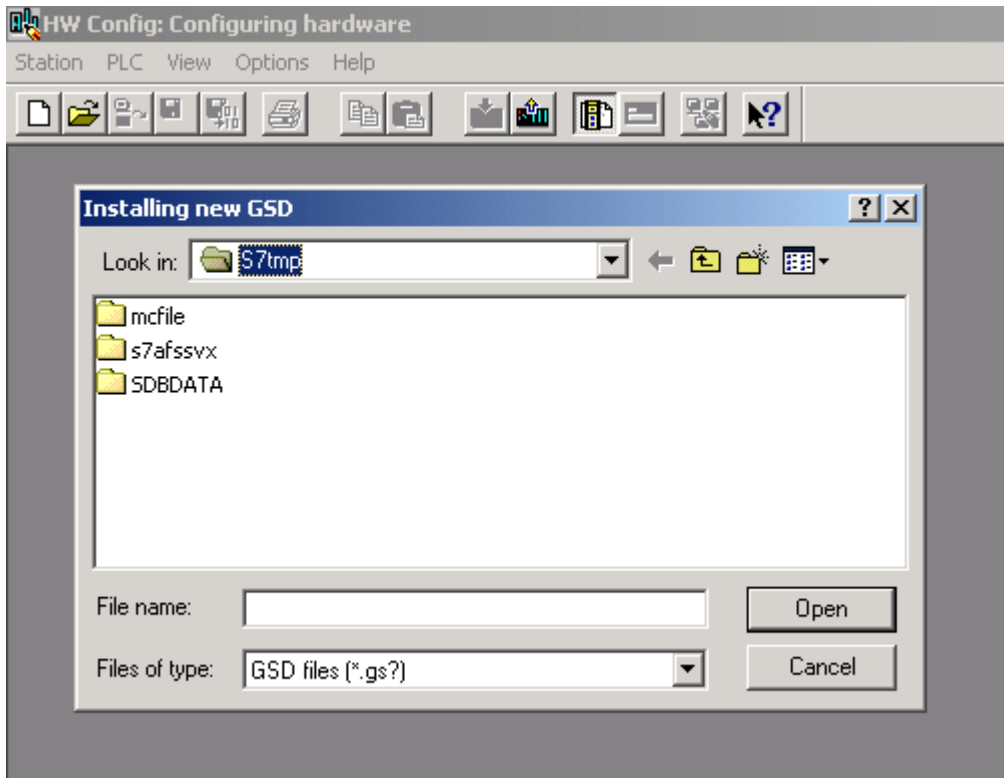 HW Config: Configuring hardware
Station PLC View Options Help
Installing new GSD
Look in: S7tmp
mcfile
s7afssvx
SDBDATA
File name:
Open
Files of type: GSD files (*.gs?)
Cancel